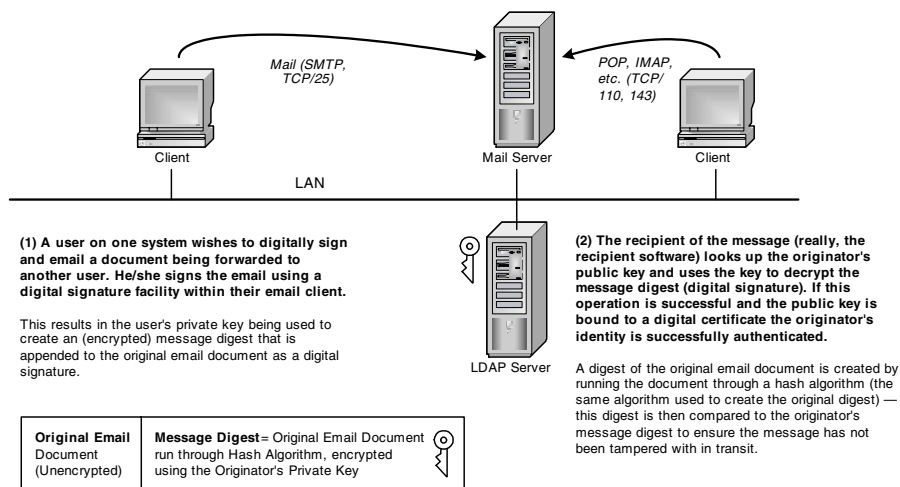 Mail (SMTP,
TCP/25)
POP, IMAP,
etc. (TCP/
110, 143)
Client
Mail Server
Client
LAN
(1) A user on one system wishes to digitally sign
and email a document being forwarded to
another user. He/she signs the email using a
digital signature facility within their email client.
This results in the user's private key being used to
create an (encrypted) message digest that is
appended to the original email document as a digital
signature.
LDAP Server
(2) The recipient of the message (really, the
recipient software) looks up the originator's
public key and uses the key to decrypt the
message digest (digital signature). If this
operation is successful and the public key is
bound to a digital certificate the originator's
identity is successfully authenticated.
A digest of the original email document is created by
running the document through a hash algorithm (the
same algorithm used to create the original digest) —
this digest is then compared to the originator's
message digest to ensure the message has not
been tampered with in transit.
Original Email
Document
(Unencrypted)
Message Digest= Original Email Document
run through Hash Algorithm, encrypted
using the Originator's Private Key